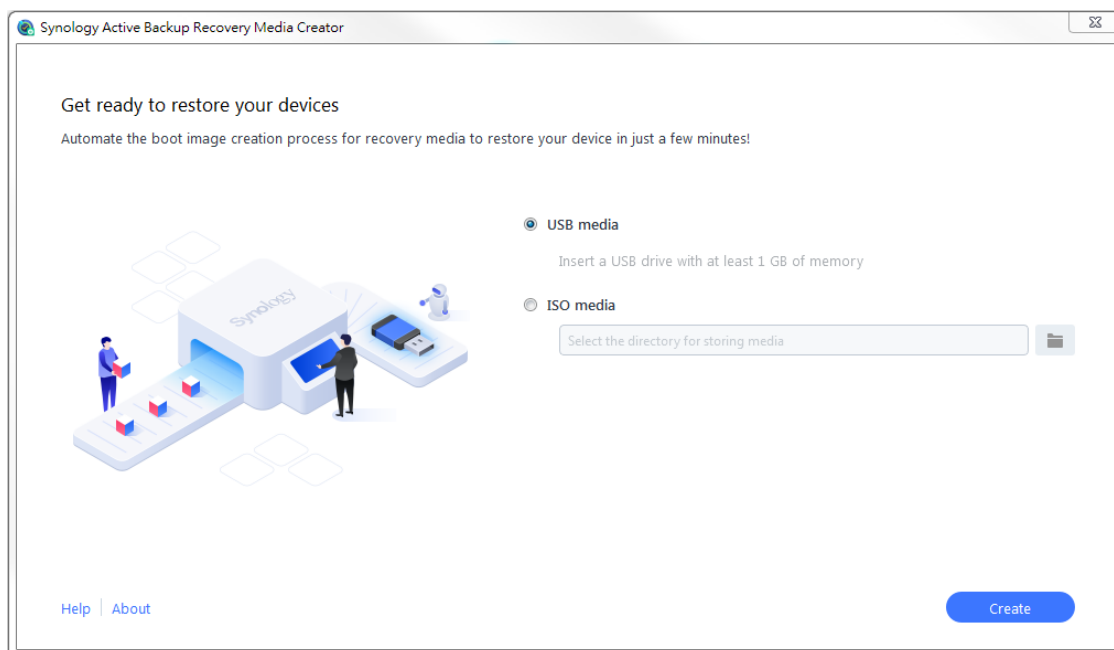 Synology Active Backup Recovery Media Creator
Get ready to restore your devices
Automate the boot image creation process for recovery media to restore your device in just a few minutes!
Synology
USB media
Insert a USB drive with at least 1 GB of memory
ISO media
Select the directory for storing media
Help
About
Create